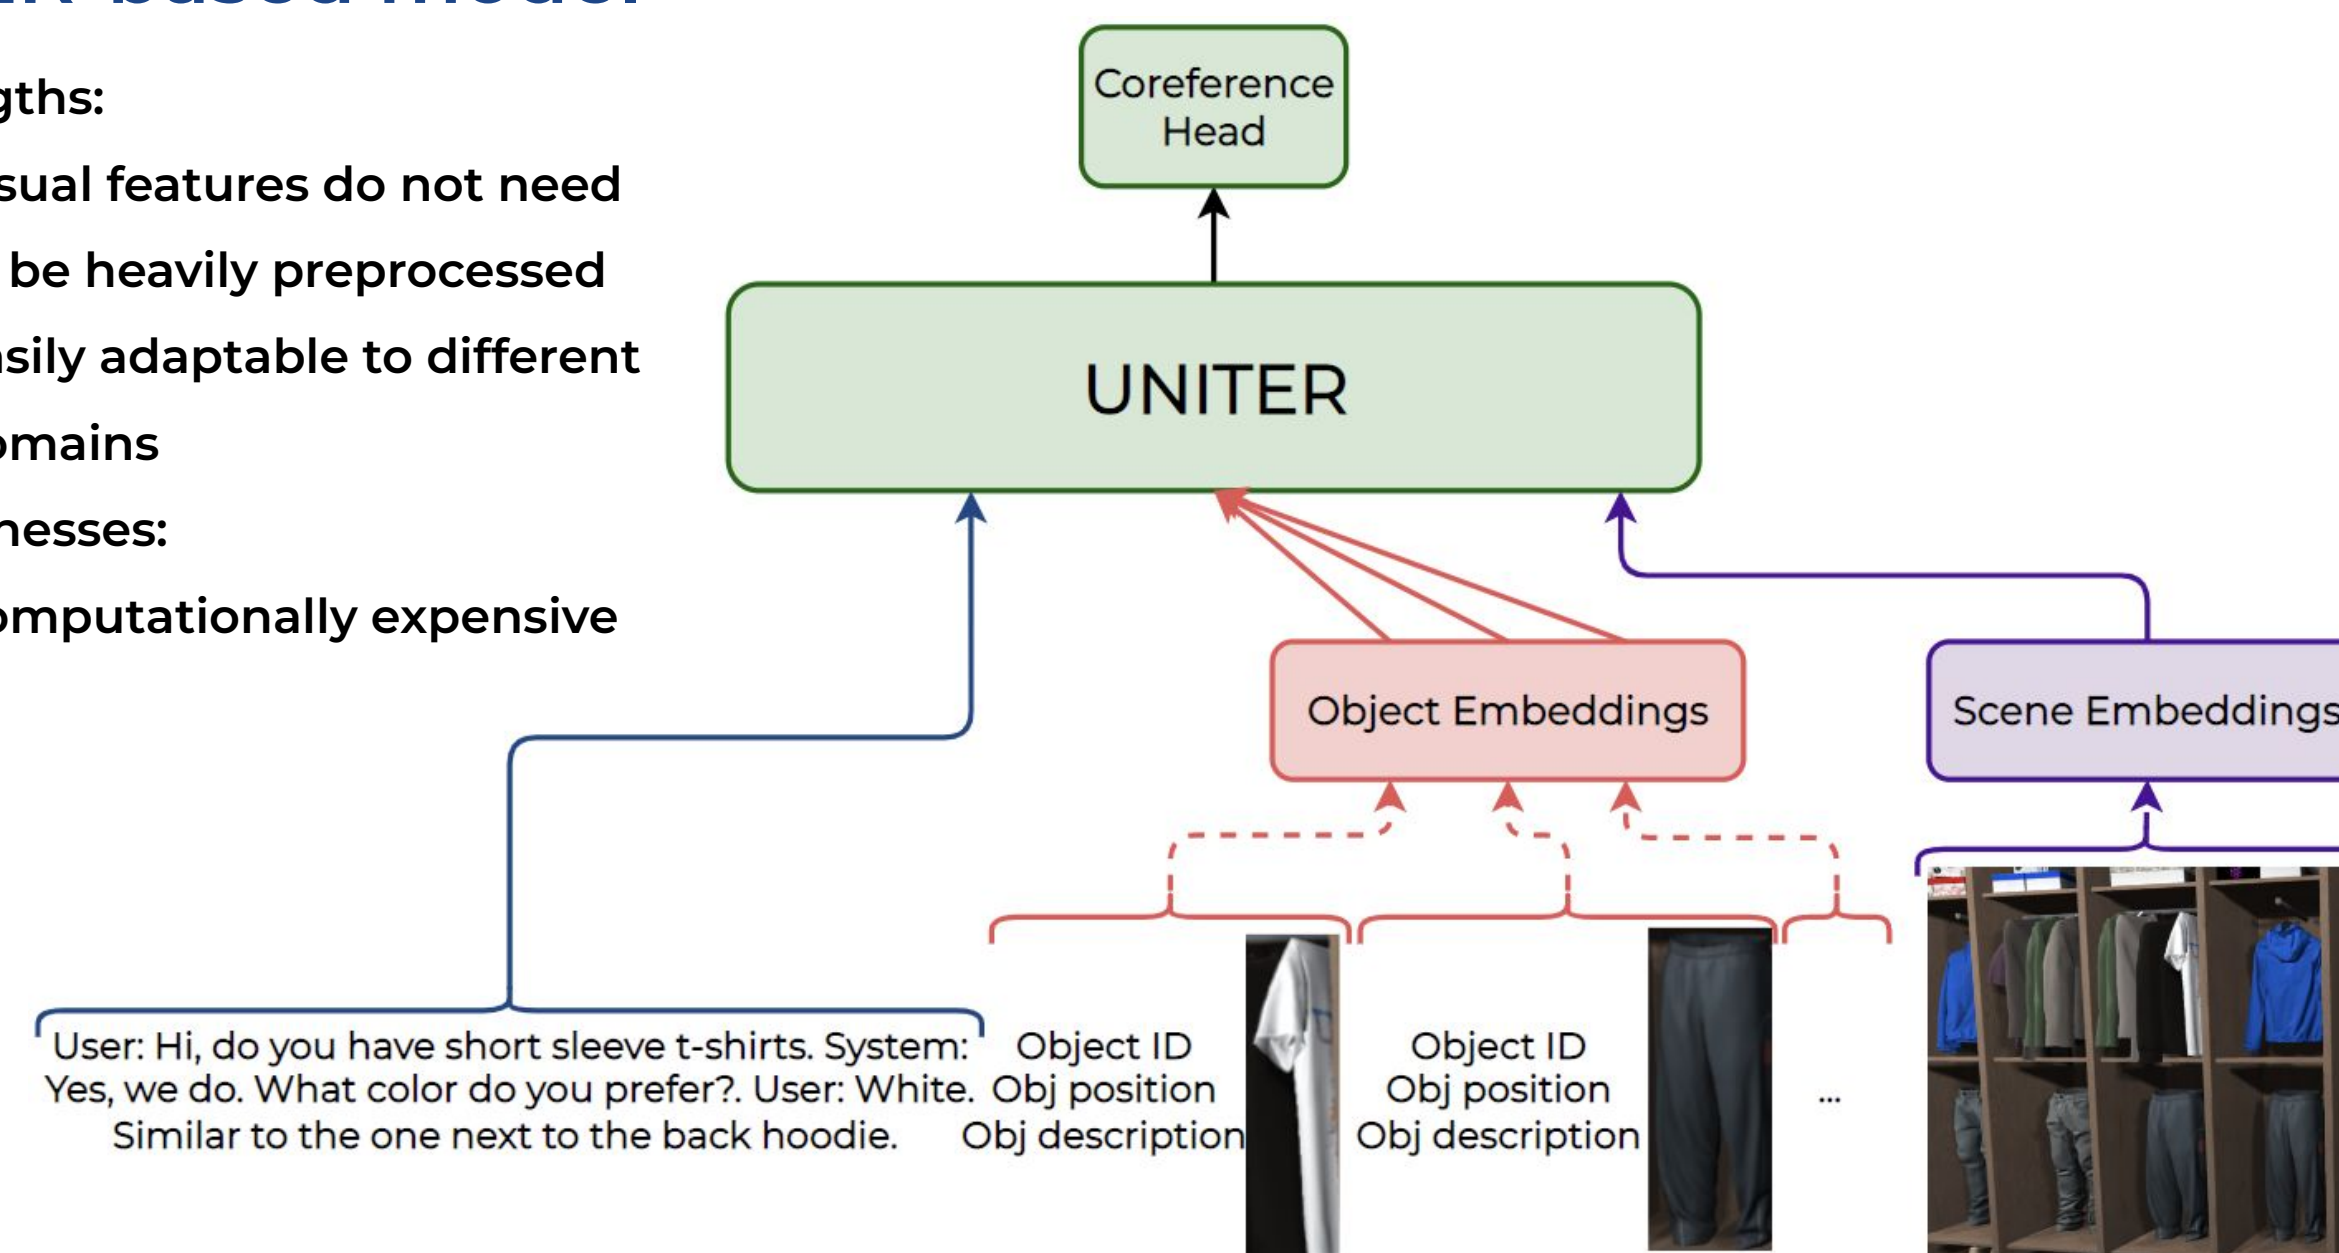 R-based model
gths:
sual features do not need
be heavily preprocessed
asily adaptable to different
omains
nesses:
omputationally expensive
Coreference
Head
UNITER
Object Embeddings
Scene Embeddings
User: Hi, do you have short sleeve t-shirts. System:
Yes, we do. What color do you prefer?. User: White.
Similar to the one next to the back hoodie.
Object ID
Obj position
Obj description
Object ID
Obj position
Obj description
...